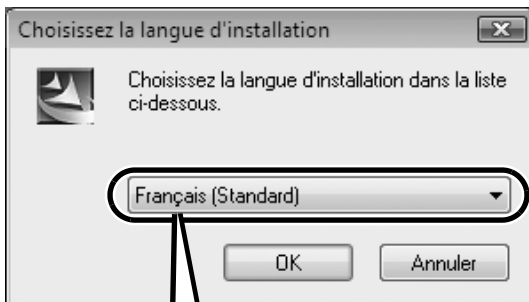 Choisissez la langue d'installation
Choisissez la langue d'installation dans la liste
ci-dessous.
Français (Standard)
OK
Annuler